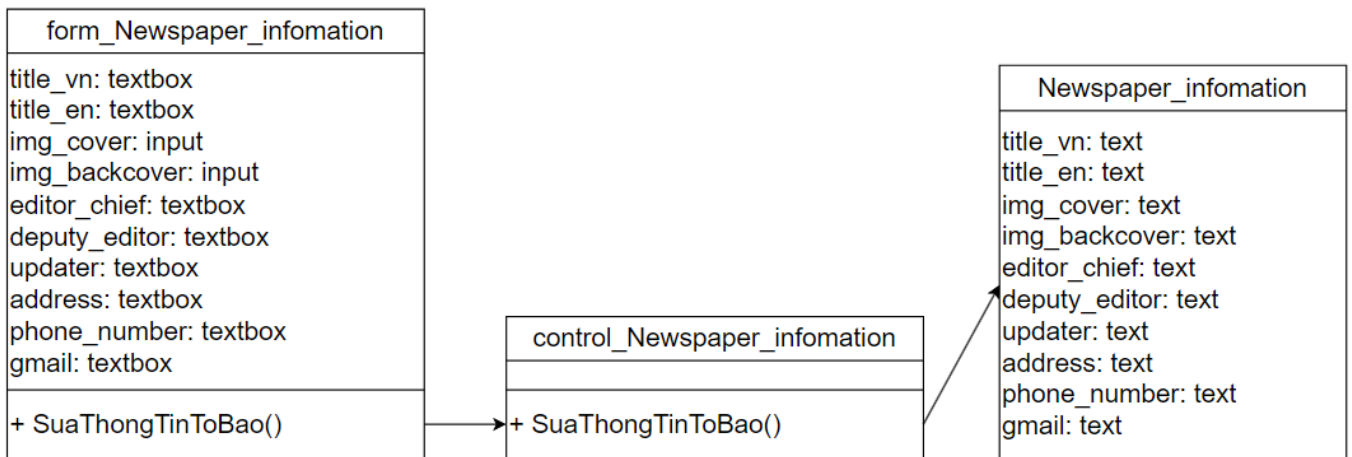 form_Newspaper_infomation
title_vn: textbox
title_en: textbox
img_cover: input
img_backcover: input
editor_chief: textbox
deputy_editor: textbox
updater: textbox
address: textbox
phone_number: textbox
gmail: textbox
+ SuaThongTinToBao()
control_Newspaper_infomation
+ SuaThongTinToBao()
Newspaper_infomation
title_vn: text
title_en: text
img_cover: text
img_backcover: text
editor_chief: text
deputy_editor: text
updater: text
address: text
phone_number: text
gmail: text